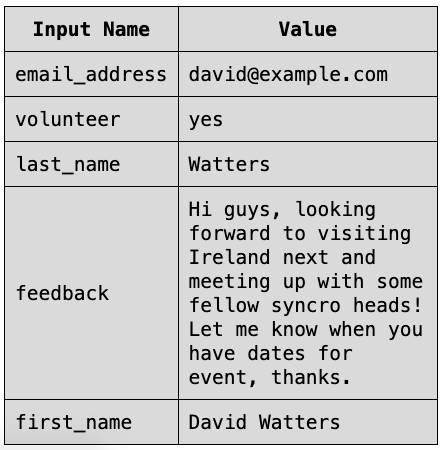 Input Name Value
email_address david@example.com
volunteer yes
last_name Watters
feedback
Hi guys, looking
forward to visiting
Ireland next and
meeting up with some
fellow syncro heads!
Let me know when you
have dates for
event, thanks.
first_name David Watters